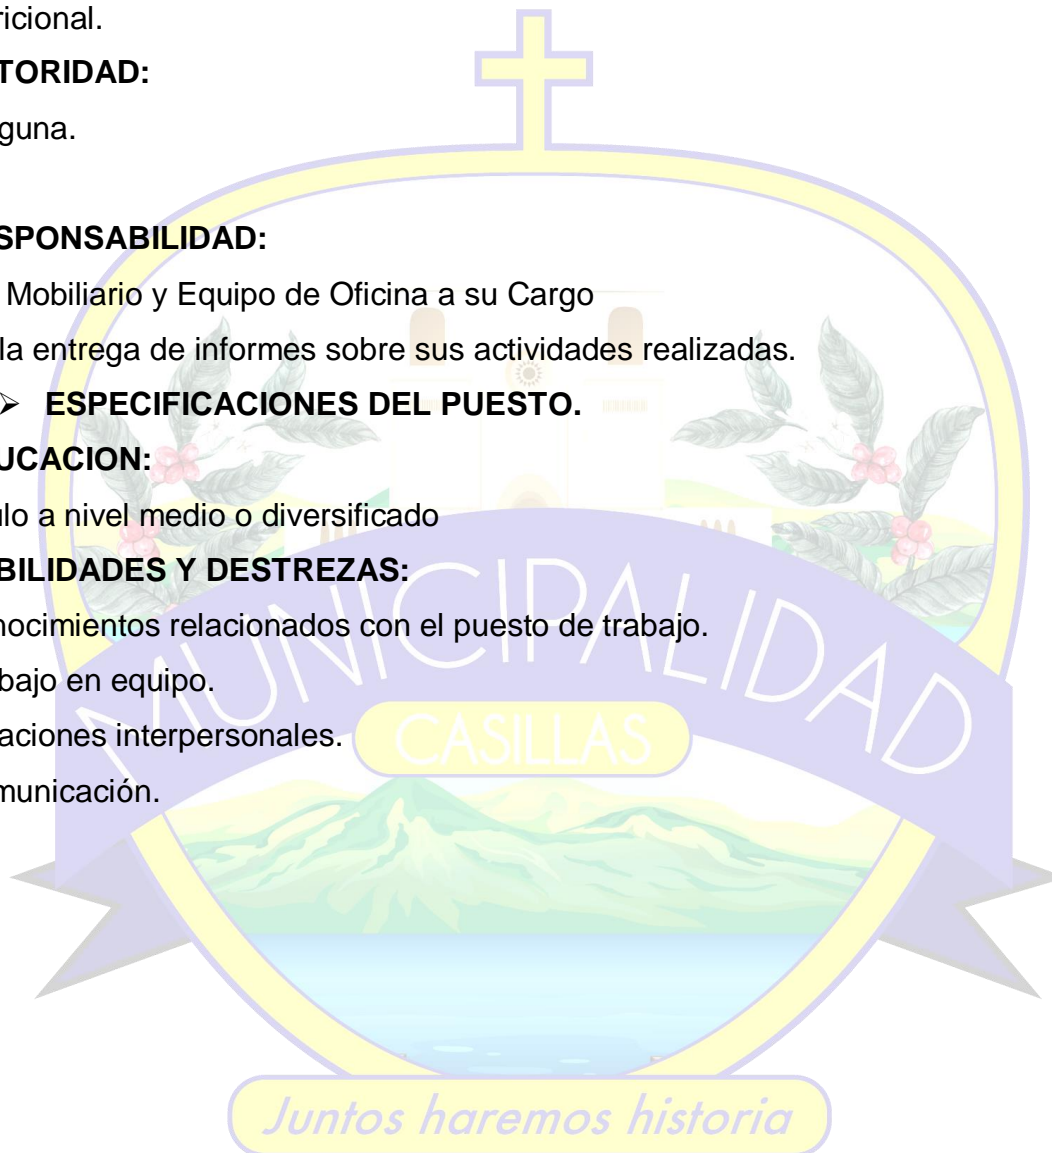 ricional.
TORIDAD:
guna.
SPONSABILIDAD:
Mobiliario y Equipo de Oficina a su Cargo
la entrega de informes sobre sus actividades realizadas.
➢ ESPECIFICACIONES DEL PUESTO.
UCACION:
ulo a nivel medio o diversificado
BILIDADES Y DESTREZAS:
nocimientos relacionados con el puesto de trabajo.
bajo en equipo.
aciones interpersonales.
municación.
MUNICIPALIDAD
CASILLAS
Juntos haremos historia